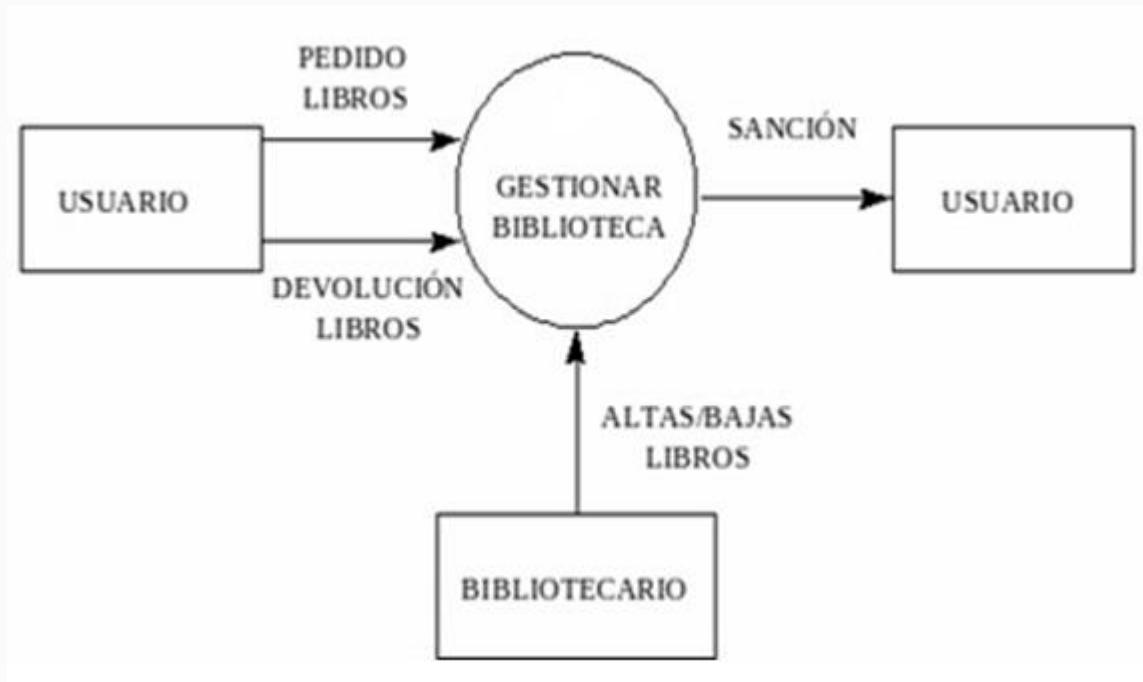 PEDIDO
LIBROS
USUARIO
DEVOLUCIÓN
LIBROS
GESTIONAR
BIBLIOTECA
SANCIÓN
USUARIO
ALTAS/BAJAS
LIBROS
BIBLIOTECARIO